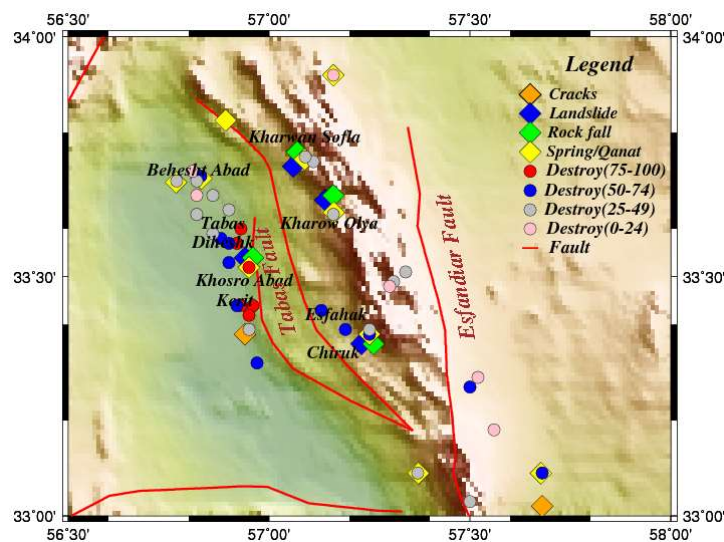 56°30' 57°00' 57°30' 58°00'
34°00' 34°00'
Legend
Cracks
Landslide
Rock fall
Spring/Qanat
Destroy(75-100)
Destroy(50-74)
Destroy(25-49)
Destroy(0-24)
Fault
Kharwan Sofla
Behesht Abad
Kharow Olya
Tabas
Diheshk
33°30' 33°30'
Khosro Abad
Kerit
Tabas Fault
Esfandiar Fault
Esfahak
Chiruk
33°00' 33°00'
56°30' 57°00' 57°30' 58°00'